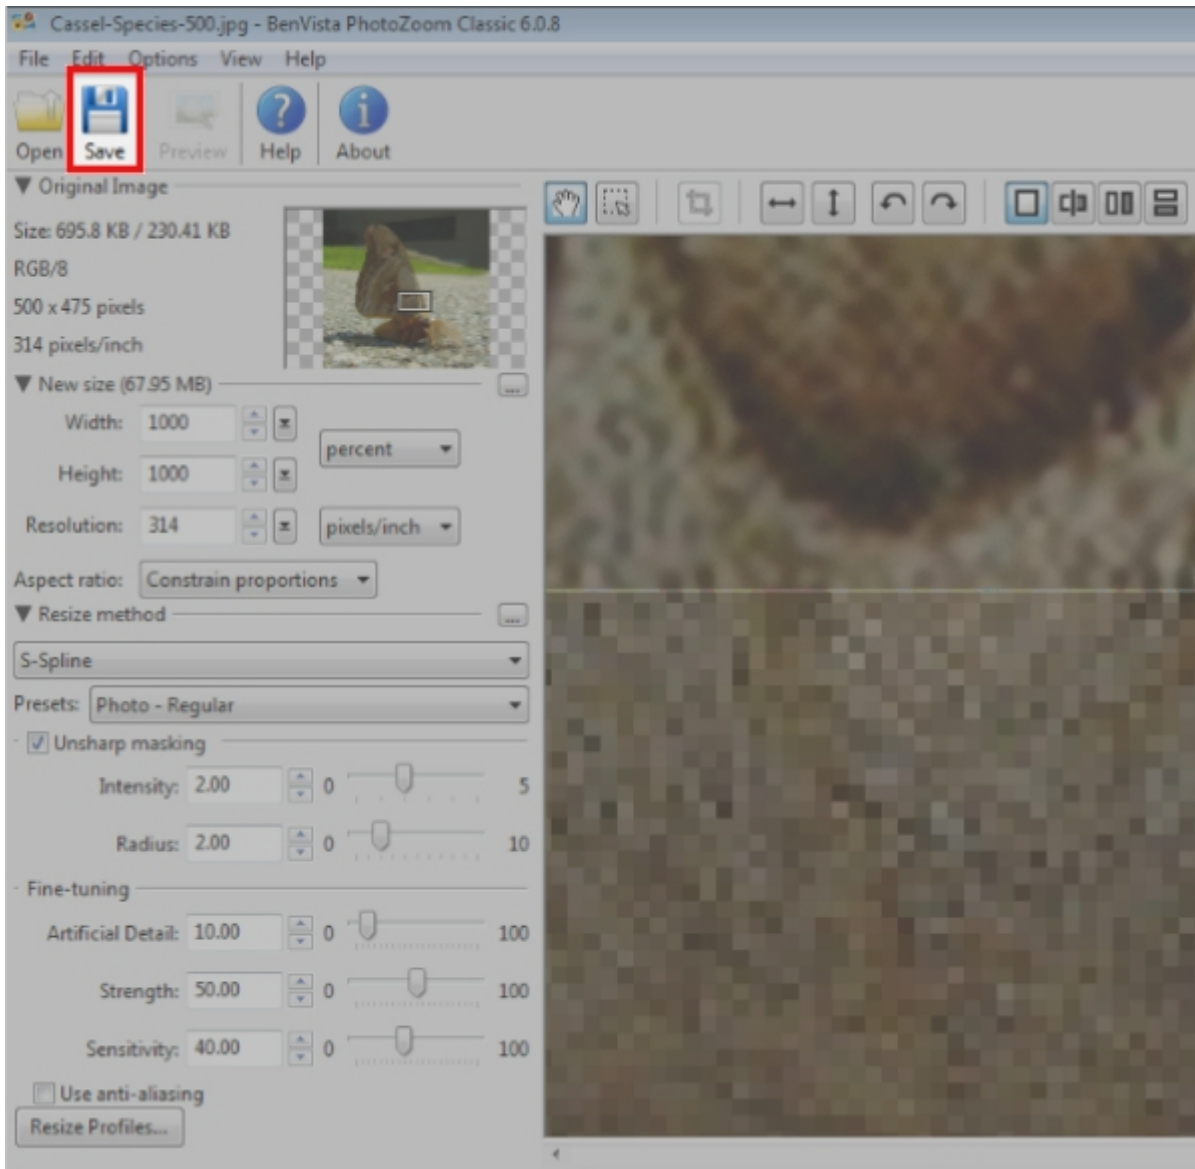 Cassel-Species-500.jpg - BenVista PhotoZoom Classic 6.0.8
File Edit Options View Help
Open Save Preview Help About
Original Image
Size: 695.8 KB / 230.41 KB
RGB/8
500 x 475 pixels
314 pixels/inch
New size (67.95 MB) ...
Width: 1000
percent
Height: 1000
Resolution: 314 pixels/inch
Aspect ratio: Constrain proportions
Resize method ...
S-Spline
Presets: Photo - Regular
Unsharp masking
Intensity: 2.00 0 5
Radius: 2.00 0 10
Fine-tuning
Artificial Detail: 10.00 0 100
Strength: 50.00 0 100
Sensitivity: 40.00 0 100
Use anti-aliasing
Resize Profiles...